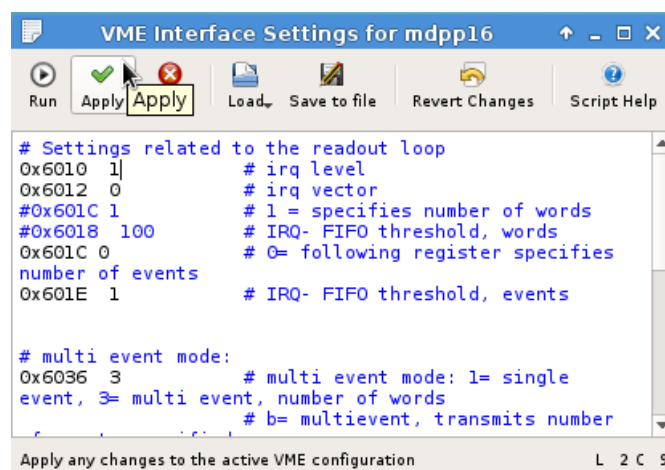 VME Interface Settings for mdpp16
Run Apply Load Save to file Revert Changes Script Help
Apply
# Settings related to the readout loop
0x6010 1 # irq level
0x6012 0 # irq vector
#0x601C 1 # 1 = specifies number of words
#0x6018 100 # IRQ- FIFO threshold, words
0x601C 0 # 0= following register specifies
number of events
0x601E 1 # IRQ- FIFO threshold, events
# multi event mode:
0x6036 3 # multi event mode: 1= single
event, 3= multi event, number of words
# b= multievent, transmits number
Apply any changes to the active VME configuration L 2 C